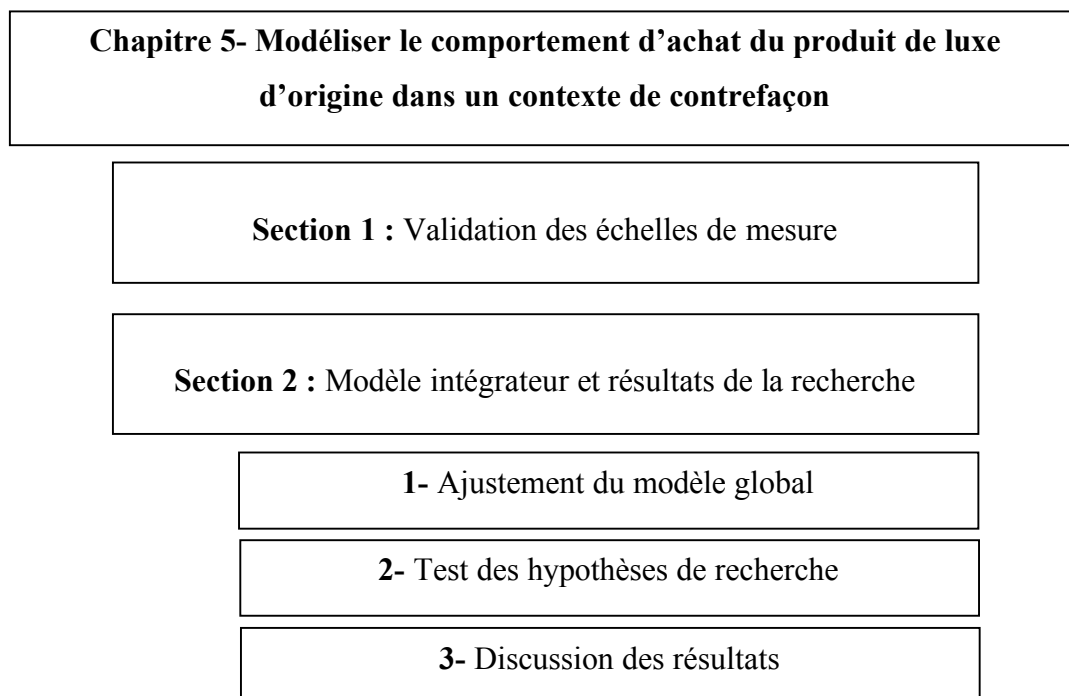 Chapitre 5- Modéliser le comportement d’achat du produit de luxe
d’origine dans un contexte de contrefaçon
Section 1 : Validation des échelles de mesure
Section 2 : Modèle intégrateur et résultats de la recherche
1- Ajustement du modèle global
2- Test des hypothèses de recherche
3- Discussion des résultats